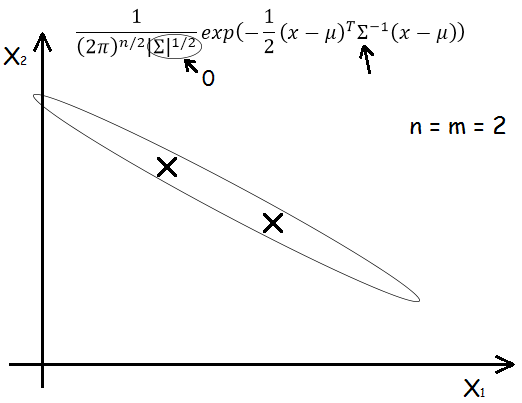 1/((2π)^{n/2}|Σ|^{1/2}) exp(−1/2 (x − μ)^T Σ^{−1}(x − μ))
X₂
0
n = m = 2
X₁